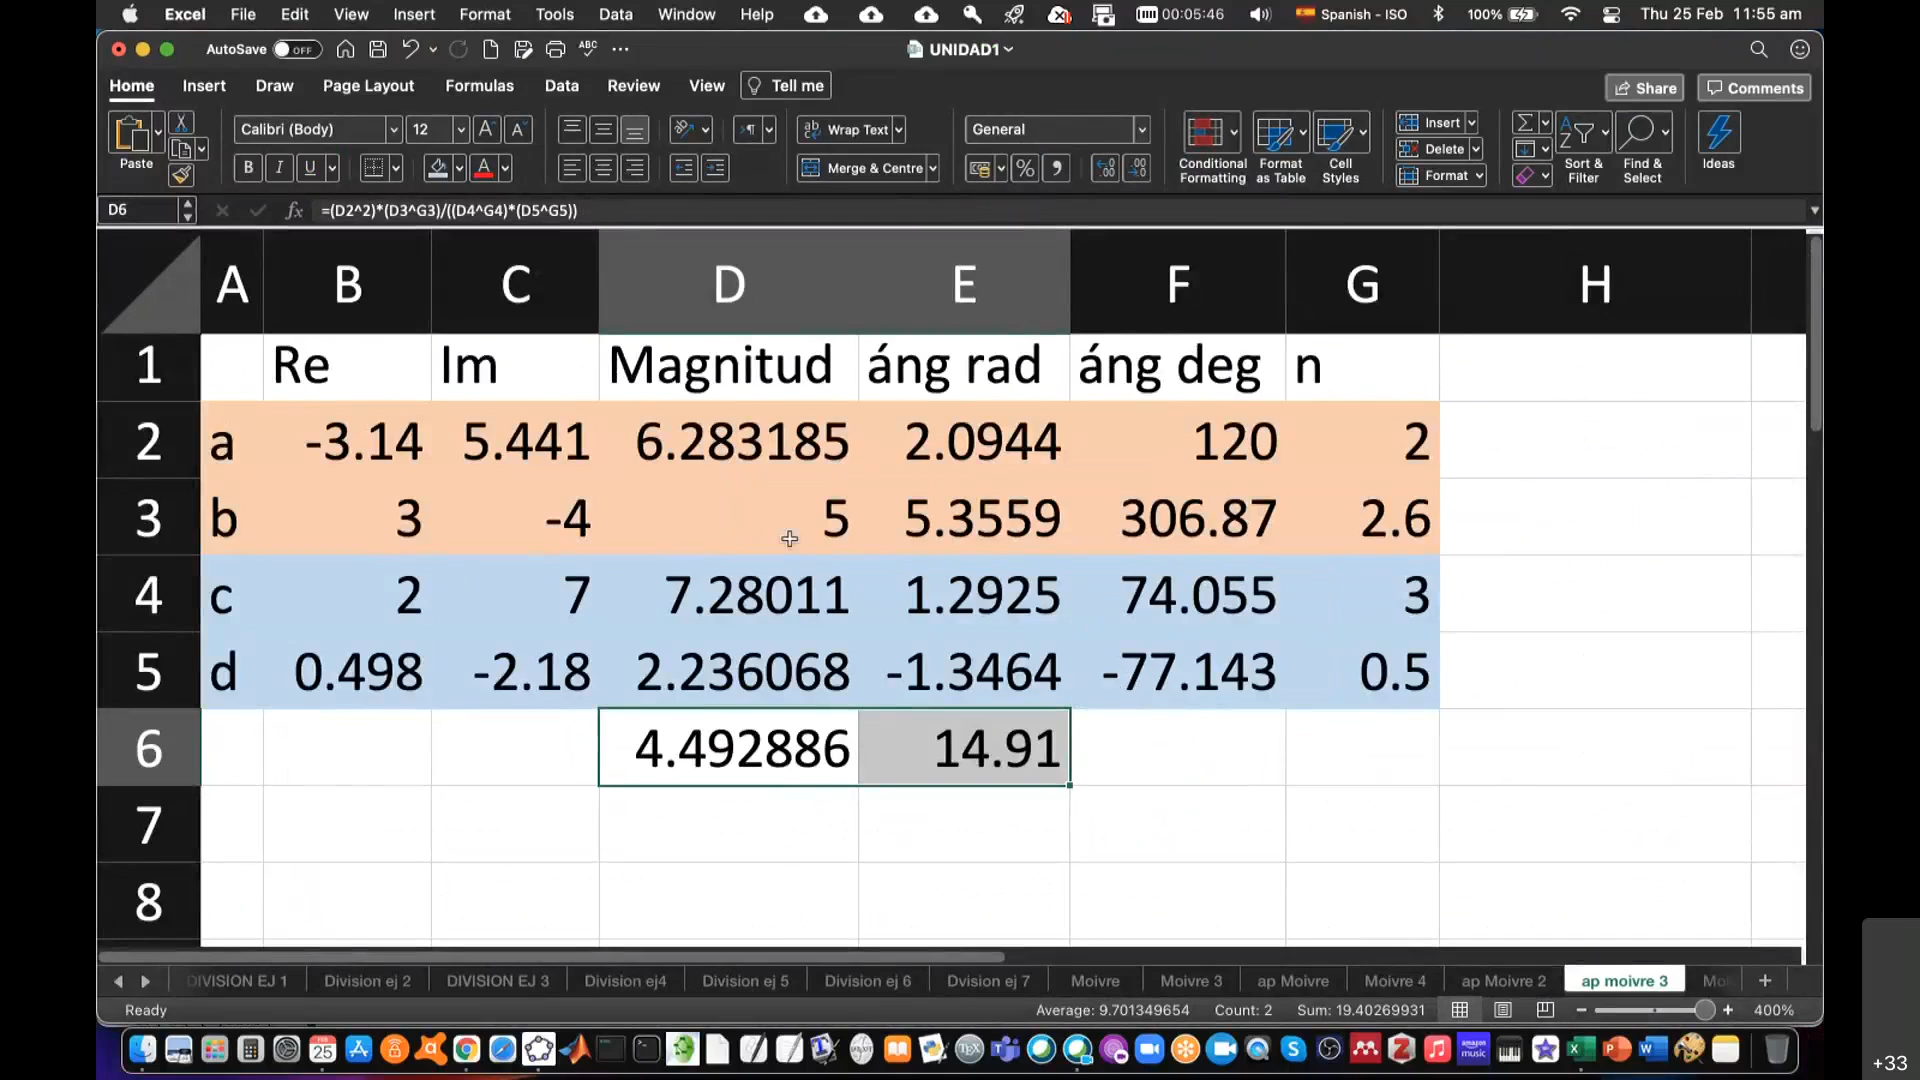 Excel File Edit View Insert Format Tools Data Window Help 00:05:46 Spanish - ISO 100% Thu 25 Feb 11:55 am
AutoSave OFF ABC ... UNIDAD1
Home Insert Draw Page Layout Formulas Data Review View Tell me Share Comments
Calibri (Body) 12 A A Wrap Text General Insert
Delete
Paste B I U A Merge & Centre % Conditional Formatting Format as Table Cell Styles Format Sort & Filter Find & Select Ideas
D6 fx =(D2^2)*(D3^G3)/((D4^G4)*(D5^G5))
A B C D E F G H
1 Re Im Magnitud áng rad áng deg n
2 a -3.14 5.441 6.283185 2.0944 120 2
3 b 3 -4 5 5.3559 306.87 2.6
4 c 2 7 7.28011 1.2925 74.055 3
5 d 0.498 -2.18 2.236068 -1.3464 -77.143 0.5
6 4.492886 14.91
7
8
DIVISION EJ 1 Division ej 2 DIVISION EJ 3 Division ej4 Division ej 5 Division ej 6 Dvision ej 7 Moivre Moivre 3 ap Moivre Moivre 4 ap Moivre 2 ap moivre 3 +
Ready Average: 9.701349654 Count: 2 Sum: 19.40269931 400%
+33